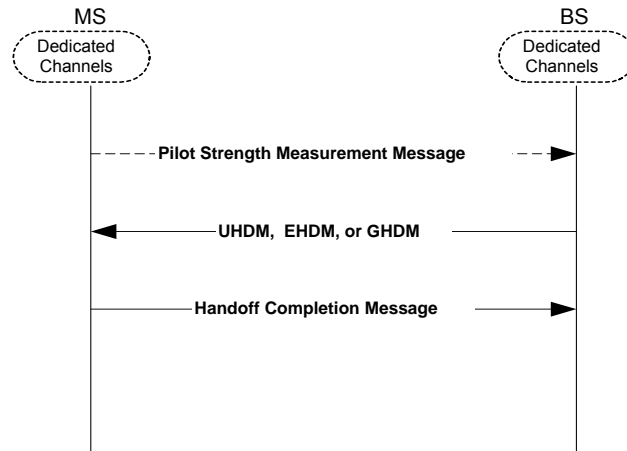 MS
BS
Dedicated
Channels
Dedicated
Channels
Pilot Strength Measurement Message
UHDM, EHDM, or GHDM
Handoff Completion Message